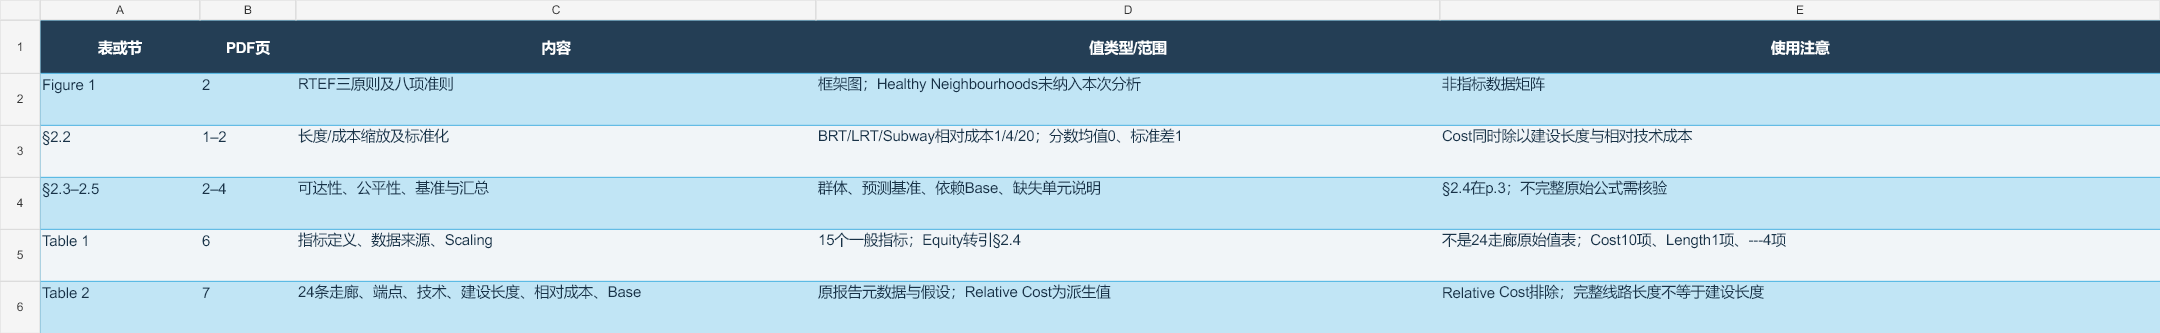 A B C D E
1 表或节 PDF页 内容 值类型/范围 使用注意
2 Figure 1 2 RTEF三原则及八项准则 框架图；Healthy Neighbourhoods未纳入本次分析 非指标数据矩阵
3 §2.2 1–2 长度/成本缩放及标准化 BRT/LRT/Subway相对成本1/4/20；分数均值0、标准差1 Cost同时除以建设长度与相对技术成本
4 §2.3–2.5 2–4 可达性、公平性、基准与汇总 群体、预测基准、依赖Base、缺失单元说明 §2.4在p.3；不完整原始公式需核验
5 Table 1 6 指标定义、数据来源、Scaling 15个一般指标；Equity转引§2.4 不是24走廊原始值表；Cost10项、Length1项、---4项
6 Table 2 7 24条走廊、端点、技术、建设长度、相对成本、Base 原报告元数据与假设；Relative Cost为派生值 Relative Cost排除；完整线路长度不等于建设长度